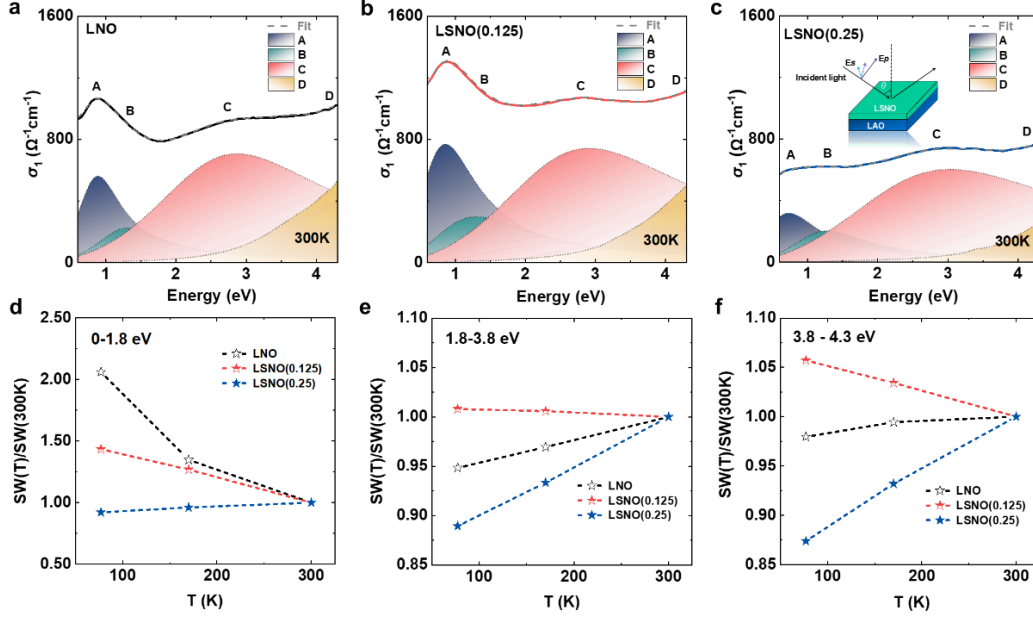 a
LNO
1600
800
0
σ₁ (Ω⁻¹cm⁻¹)
Fit
A
B
C
D
A
B
C
D
300K
1 2 3 4
Energy (eV)
b
LSNO(0.125)
1600
800
0
Fit
A
B
C
D
A
B
C
D
300K
1 2 3 4
Energy (eV)
c
LSNO(0.25)
1600
800
0
Fit
A
B
C
D
Es
Ep
Incident light
LSNO
LAO
A
B
C
D
300K
1 2 3 4
Energy (eV)
d
0-1.8 eV
SW(T)/SW(300K)
2.50
2.00
1.50
1.00
0.50
LNO
LSNO(0.125)
LSNO(0.25)
100 200 300
T (K)
e
1.8-3.8 eV
SW(T)/SW(300K)
1.10
1.05
1.00
0.95
0.90
0.85
LNO
LSNO(0.125)
LSNO(0.25)
100 200 300
T (K)
f
3.8 - 4.3 eV
SW(T)/SW(300K)
1.10
1.05
1.00
0.95
0.90
0.85
LNO
LSNO(0.125)
LSNO(0.25)
100 200 300
T (K)